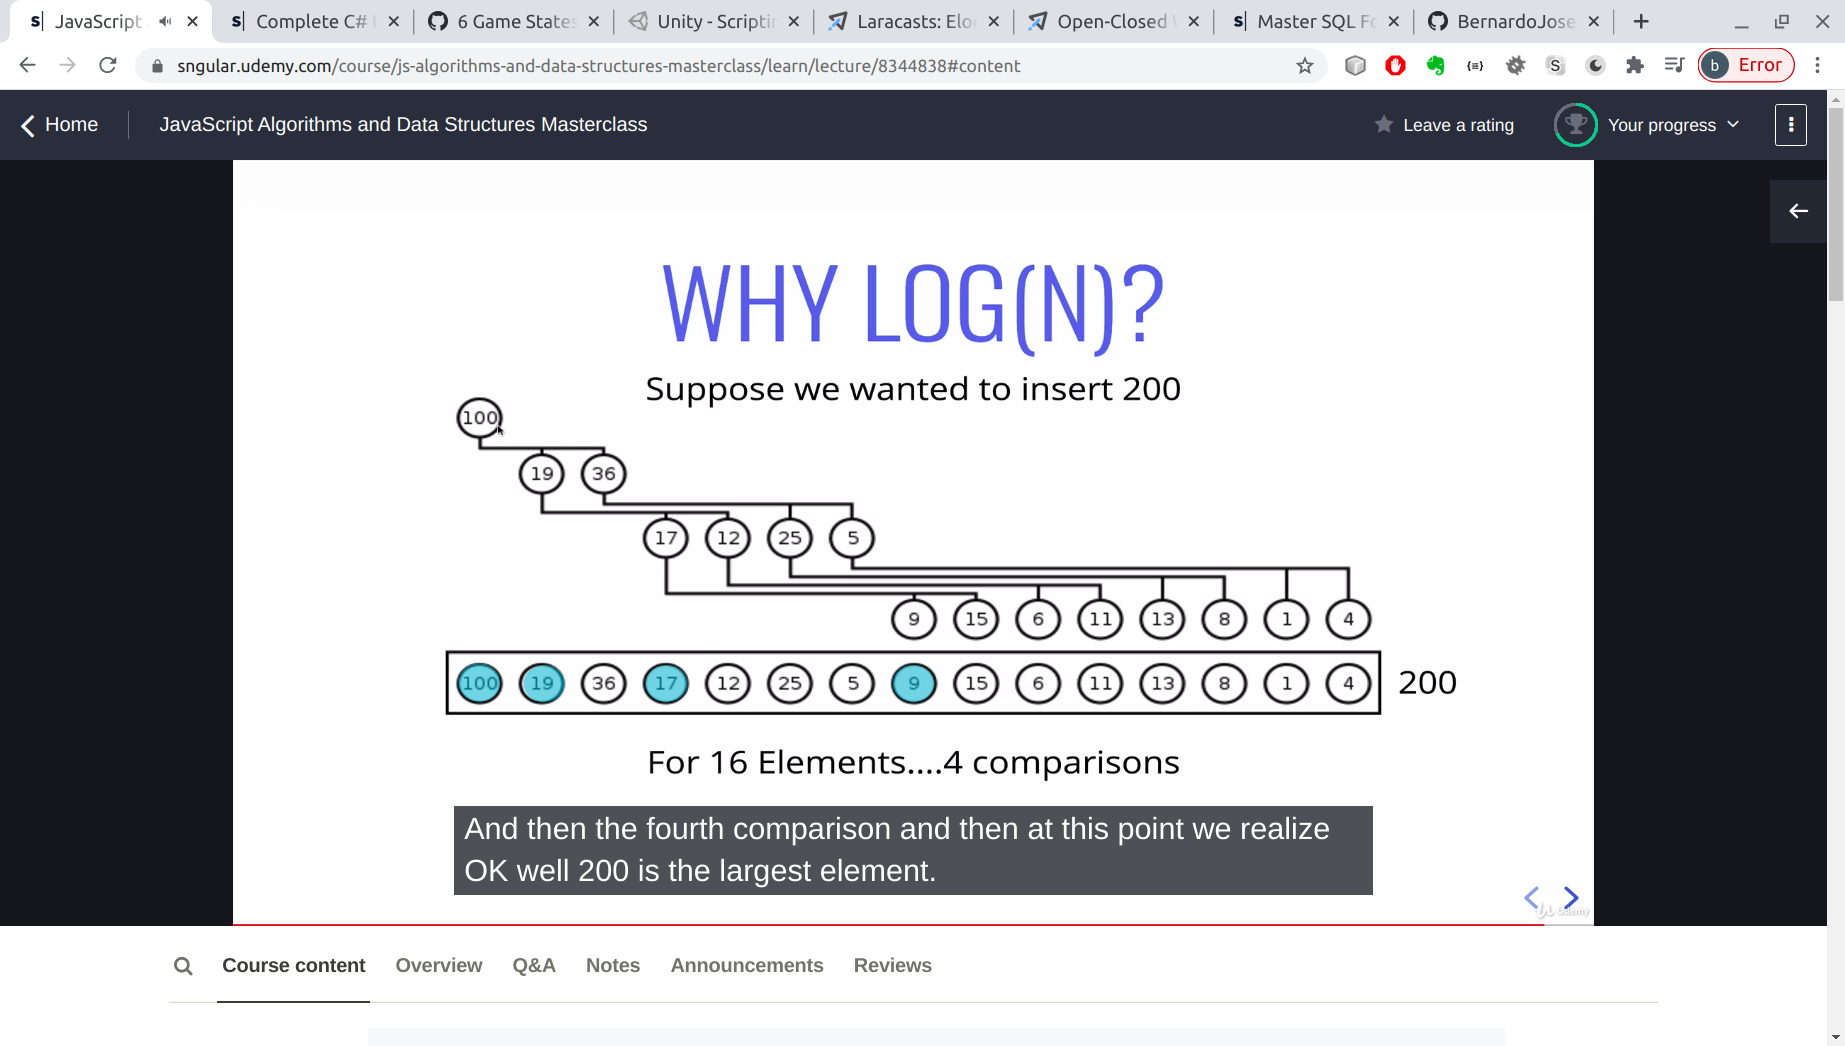 JavaScript
Complete C#
6 Game States
Unity - Scriptin
Laracasts: Elo
Open-Closed
Master SQL Fo
BernardoJose
sngular.udemy.com/course/js-algorithms-and-data-structures-masterclass/learn/lecture/8344838#content
b Error
Home
JavaScript Algorithms and Data Structures Masterclass
Leave a rating
Your progress
WHY LOG(N)?
Suppose we wanted to insert 200
100
19 36
17 12 25 5
9 15 6 11 13 8 1 4
100 19 36 17 12 25 5 9 15 6 11 13 8 1 4 200
For 16 Elements....4 comparisons
And then the fourth comparison and then at this point we realize
OK well 200 is the largest element.
Udemy
Course content Overview Q&A Notes Announcements Reviews